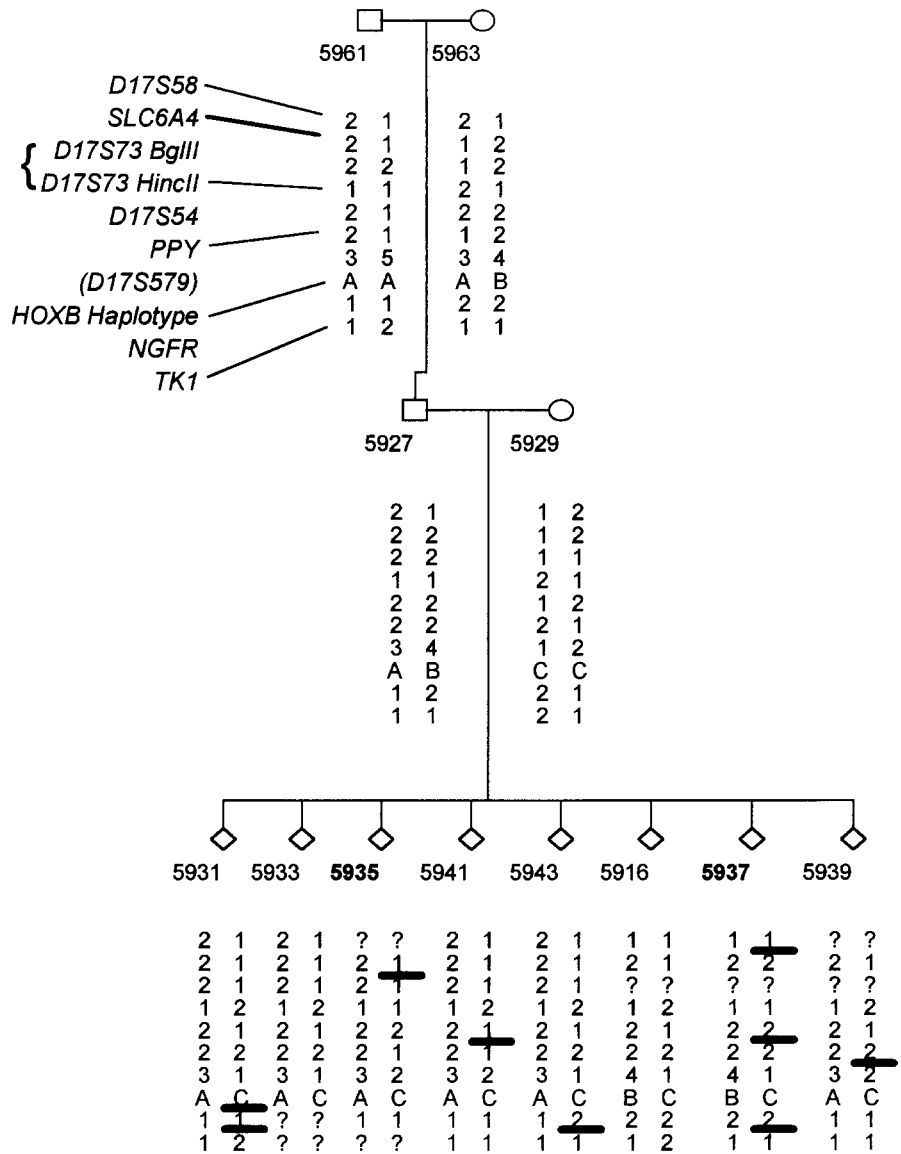 5961 5963
D17S58
SLC6A4
{ D17S73 BglII
D17S73 HincII
D17S54
PPY
(D17S579)
HOXB Haplotype
NGFR
TK1
2 1 2 1
2 1 1 2
2 2 1 2
1 1 2 1
2 1 2 2
2 1 1 2
3 5 3 4
A A A B
1 1 2 2
1 2 1 1
5927 5929
2 1 1 2
2 2 1 2
2 2 1 1
1 1 2 1
2 2 1 2
2 2 2 1
3 4 1 2
A B C C
1 2 2 1
1 1 2 1
5931 5933 5935 5941 5943 5916 5937 5939
2 1 2 1 ? ? 2 1 2 1 1 1 1 1 ? ?
2 1 2 1 2 1 2 1 2 1 2 1 2 2 2 1
2 1 2 1 2 1 2 1 2 1 ? ? ? ? ? ?
1 2 1 2 1 1 1 2 1 2 1 2 1 1 1 2
2 1 2 1 2 2 2 1 2 1 2 1 2 2 2 1
2 2 2 2 2 1 2 1 2 2 2 2 2 2 2 2
3 1 3 1 3 2 3 2 3 1 4 1 4 1 3 2
A C A C A C A C A C B C B C A C
1 1 ? ? 1 1 1 1 1 2 2 2 2 2 1 1
1 2 ? ? ? ? 1 1 1 1 1 2 1 1 1 1